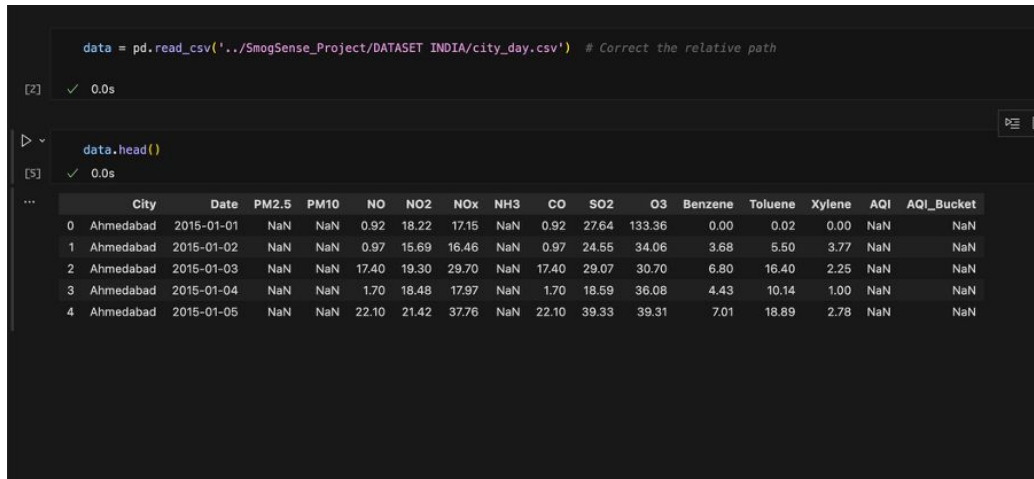 data = pd.read_csv('../SmogSense_Project/DATASET INDIA/city_day.csv')  # Correct the relative path
[2] ✓ 0.0s
data.head()
[5] ✓ 0.0s
... City Date PM2.5 PM10 NO NO2 NOx NH3 CO SO2 O3 Benzene Toluene Xylene AQI AQI_Bucket
0 Ahmedabad 2015-01-01 NaN NaN 0.92 18.22 17.15 NaN 0.92 27.64 133.36 0.00 0.02 0.00 NaN NaN
1 Ahmedabad 2015-01-02 NaN NaN 0.97 15.69 16.46 NaN 0.97 24.55 34.06 3.68 5.50 3.77 NaN NaN
2 Ahmedabad 2015-01-03 NaN NaN 17.40 19.30 29.70 NaN 17.40 29.07 30.70 6.80 16.40 2.25 NaN NaN
3 Ahmedabad 2015-01-04 NaN NaN 1.70 18.48 17.97 NaN 1.70 18.59 36.08 4.43 10.14 1.00 NaN NaN
4 Ahmedabad 2015-01-05 NaN NaN 22.10 21.42 37.76 NaN 22.10 39.33 39.31 7.01 18.89 2.78 NaN NaN